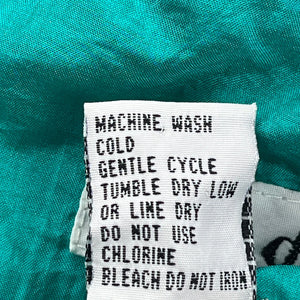 MACHINE, WASH
COLD
GENTLE CYCLE
TUMBLE DRY LOW
OR LINE DRY
DO NOT USE
CHLORINE
BLEACH DO NOT IRON